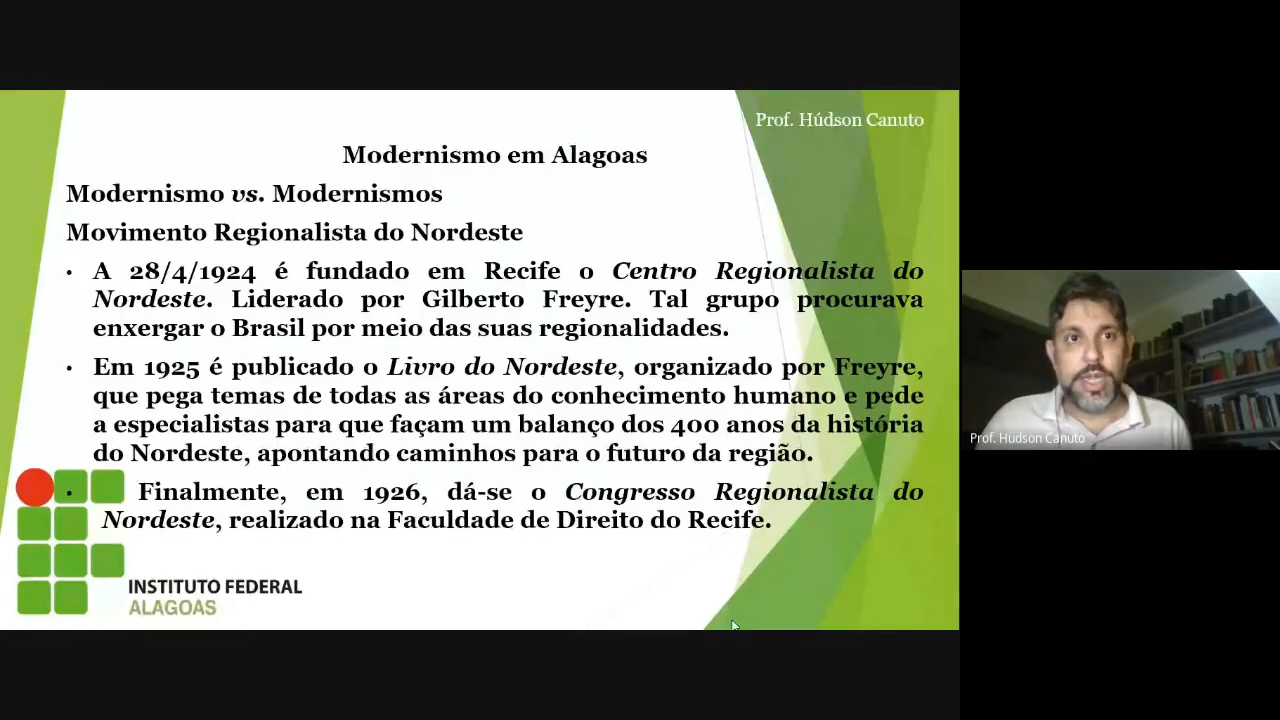 Prof. Húdson Canuto
Modernismo em Alagoas
Modernismo vs. Modernismos
Movimento Regionalista do Nordeste
• A 28/4/1924 é fundado em Recife o Centro Regionalista do
Nordeste. Liderado por Gilberto Freyre. Tal grupo procurava
enxergar o Brasil por meio das suas regionalidades.
• Em 1925 é publicado o Livro do Nordeste, organizado por Freyre,
que pega temas de todas as áreas do conhecimento humano e pede
a especialistas para que façam um balanço dos 400 anos da história
do Nordeste, apontando caminhos para o futuro da região.
• Finalmente, em 1926, dá-se o Congresso Regionalista do
Nordeste, realizado na Faculdade de Direito do Recife.
INSTITUTO FEDERAL
ALAGOAS
Prof. Hudson Canuto